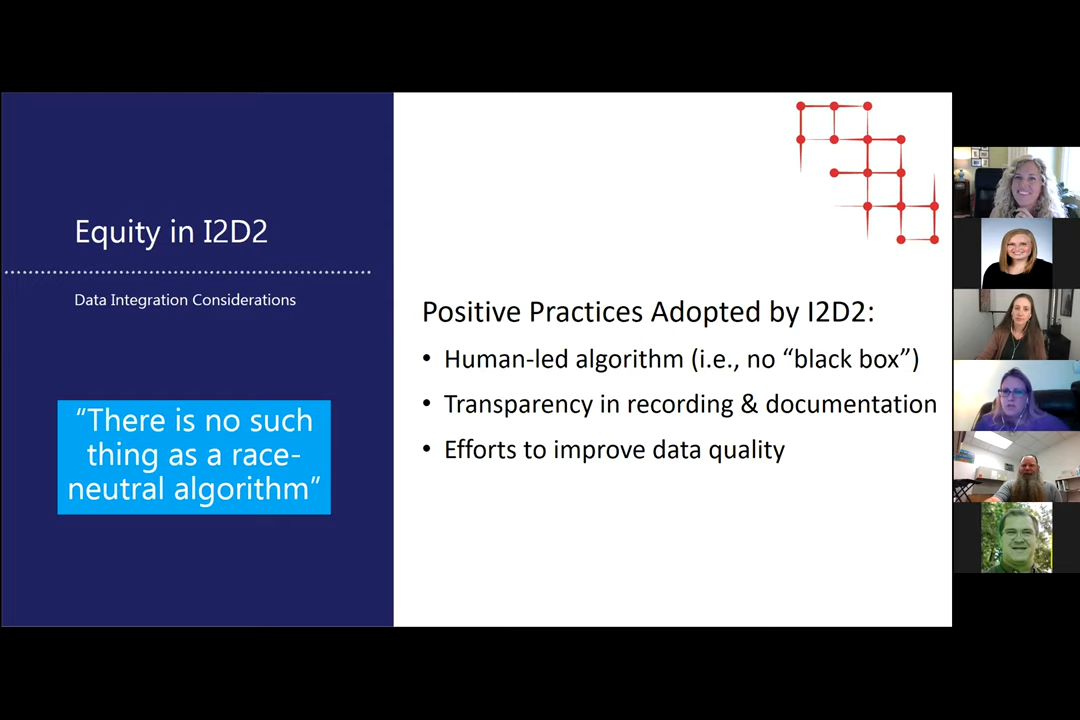 Equity in I2D2
Data Integration Considerations
“There is no such
thing as a race-
neutral algorithm”
Positive Practices Adopted by I2D2:
• Human-led algorithm (i.e., no “black box”)
• Transparency in recording & documentation
• Efforts to improve data quality